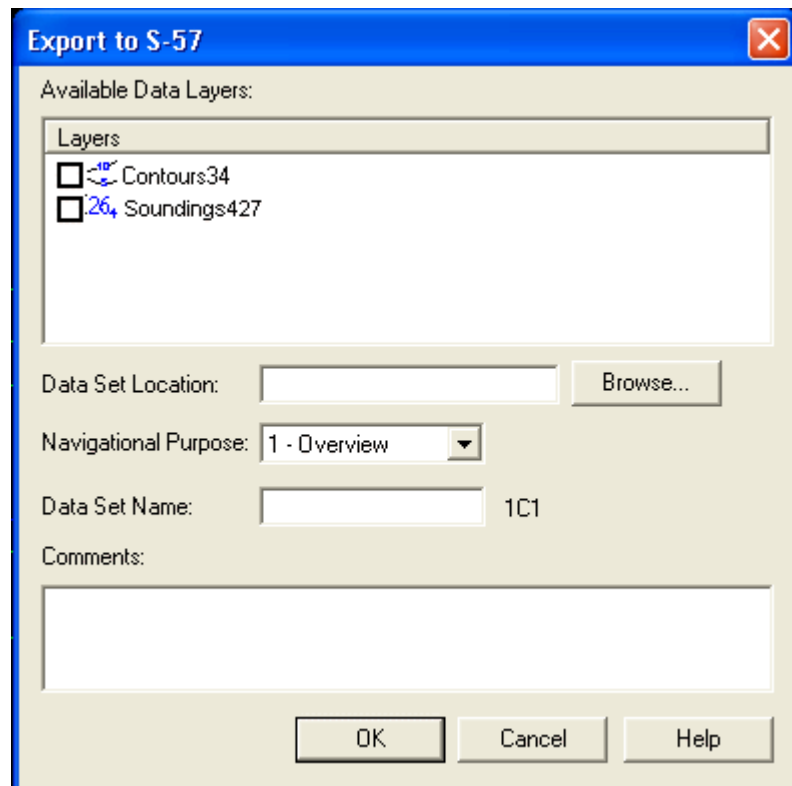 Export to S-57
Available Data Layers:
Layers
Contours34
Soundings427
Data Set Location:
Browse...
Navigational Purpose: 1 - Overview
Data Set Name: 1C1
Comments:
OK Cancel Help